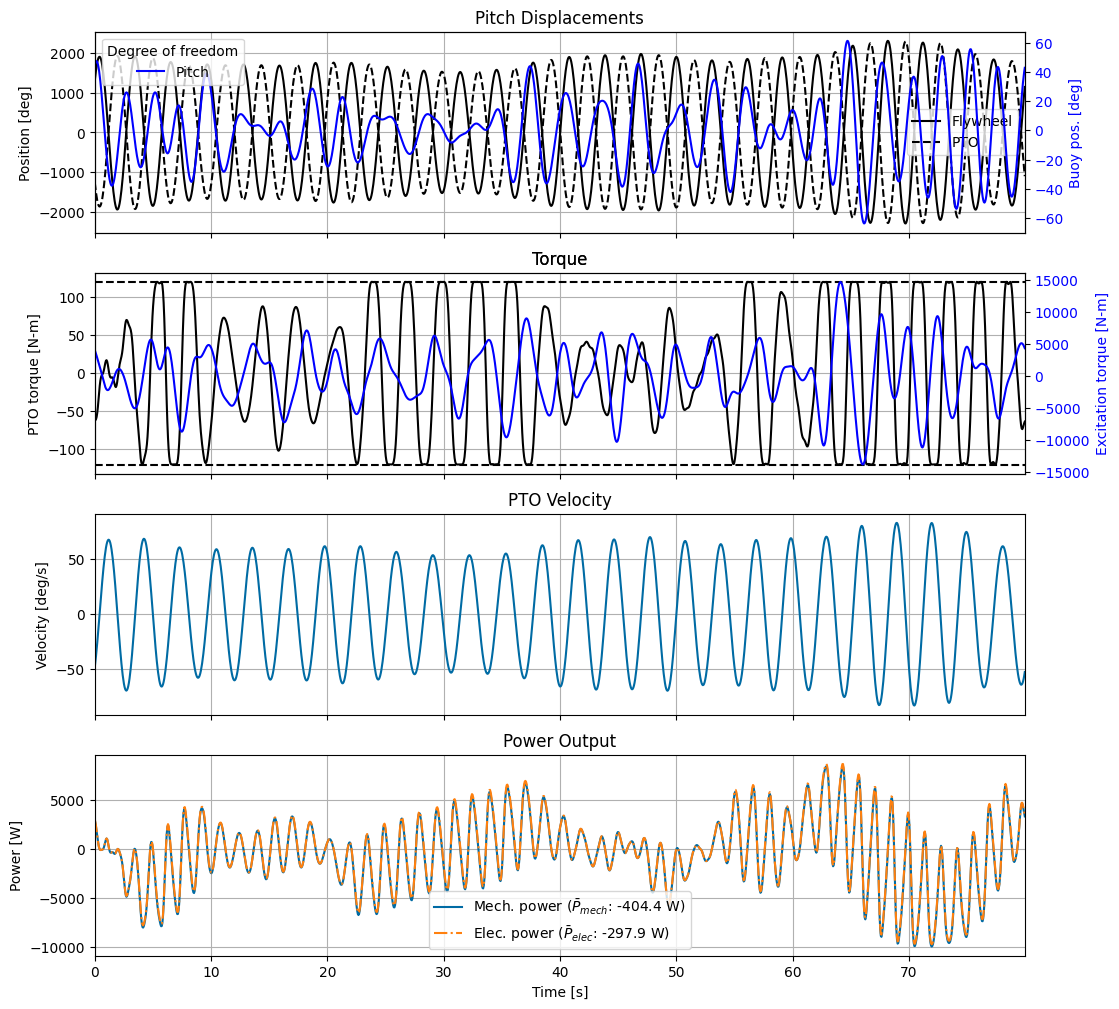 Pitch Displacements
Degree of freedom
Pitch
Flywheel
PTO
Position [deg]
2000
1000
0
−1000
−2000
Buoy pos. [deg]
60
40
20
0
−20
−40
−60
Torque
PTO torque [N-m]
100
50
0
−50
−100
Excitation torque [N-m]
15000
10000
5000
0
−5000
−10000
−15000
PTO Velocity
Velocity [deg/s]
50
0
−50
Power Output
Power [W]
5000
0
−5000
−10000
Mech. power (P̄mech: -404.4 W)
Elec. power (P̄elec: -297.9 W)
0 10 20 30 40 50 60 70
Time [s]